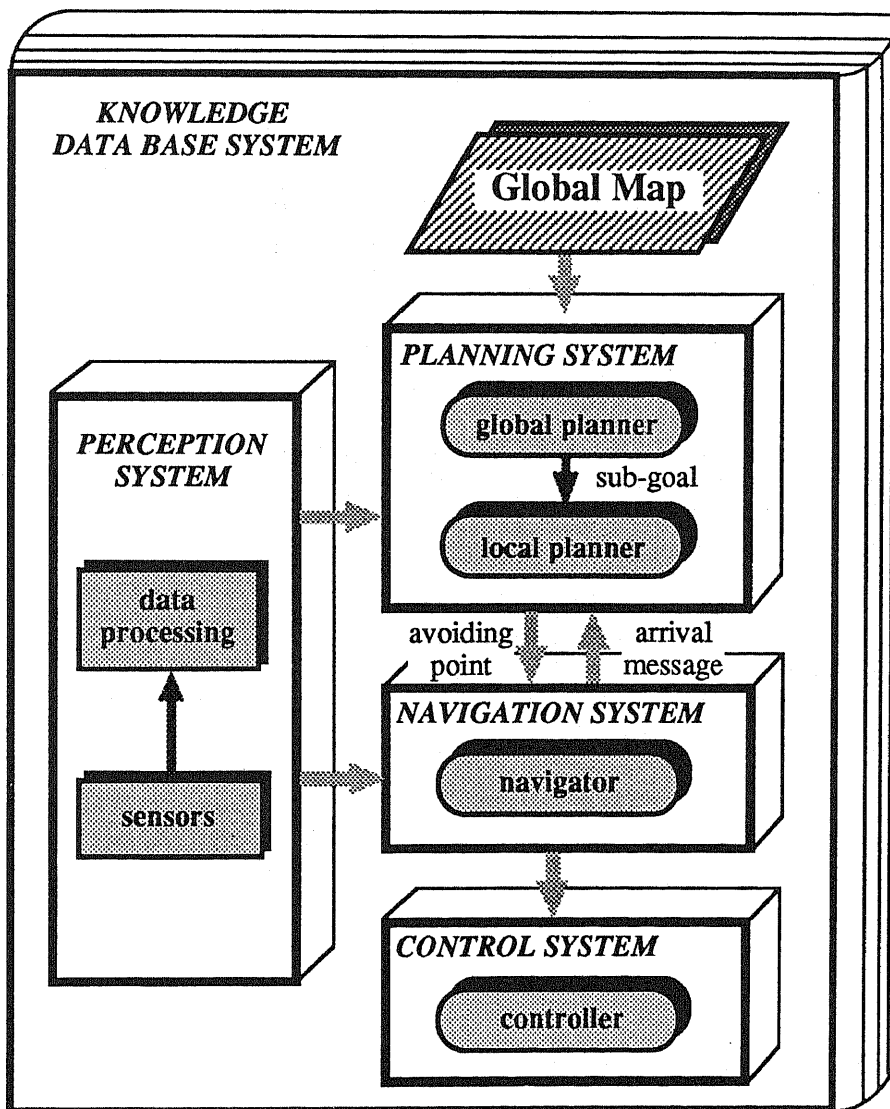 KNOWLEDGE
DATA BASE SYSTEM
Global Map
PLANNING SYSTEM
global planner
sub-goal
local planner
PERCEPTION
SYSTEM
data
processing
sensors
avoiding
point
arrival
message
NAVIGATION SYSTEM
navigator
CONTROL SYSTEM
controller